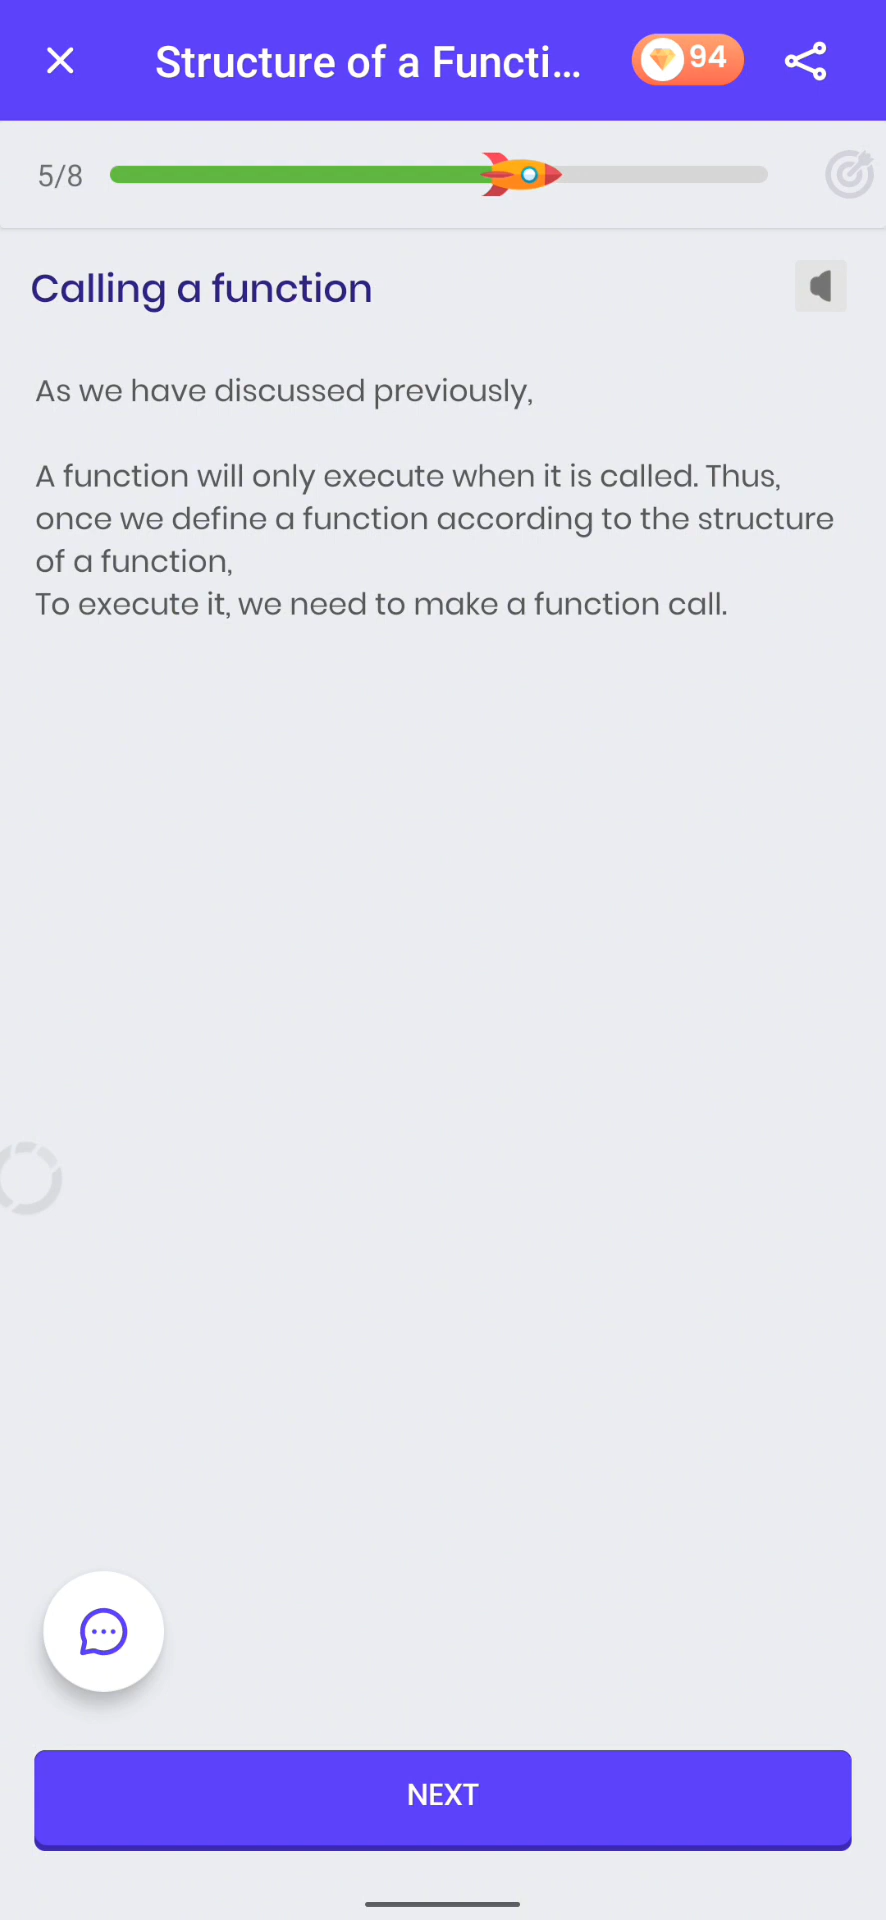 Structure of a Functi...
94
5/8
Calling a function
As we have discussed previously,
A function will only execute when it is called. Thus,
once we define a function according to the structure
of a function,
To execute it, we need to make a function call.
NEXT